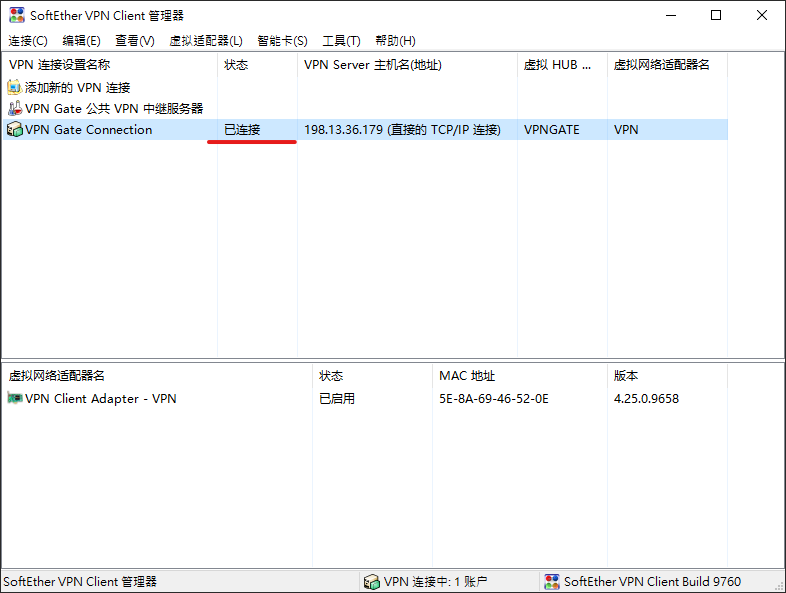 SoftEther VPN Client 管理器
连接(C) 编辑(E) 查看(V) 虚拟适配器(L) 智能卡(S) 工具(T) 帮助(H)
VPN 连接设置名称 状态 VPN Server 主机名(地址) 虚拟 HUB ... 虚拟网络适配器名
添加新的 VPN 连接
VPN Gate 公共 VPN 中继服务器
VPN Gate Connection 已连接 198.13.36.179 (直接的 TCP/IP 连接) VPNGATE VPN
虚拟网络适配器名 状态 MAC 地址 版本
VPN Client Adapter - VPN 已启用 5E-8A-69-46-52-0E 4.25.0.9658
SoftEther VPN Client 管理器 VPN 连接中: 1 账户 SoftEther VPN Client Build 9760